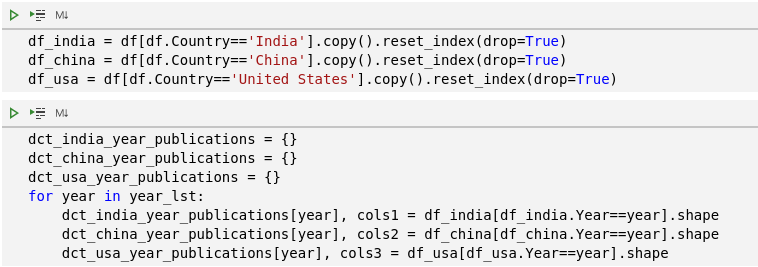 M↓
df_india = df[df.Country=='India'].copy().reset_index(drop=True)
df_china = df[df.Country=='China'].copy().reset_index(drop=True)
df_usa = df[df.Country=='United States'].copy().reset_index(drop=True)
M↓
dct_india_year_publications = {}
dct_china_year_publications = {}
dct_usa_year_publications = {}
for year in year_lst:
    dct_india_year_publications[year], cols1 = df_india[df_india.Year==year].shape
    dct_china_year_publications[year], cols2 = df_china[df_china.Year==year].shape
    dct_usa_year_publications[year], cols3 = df_usa[df_usa.Year==year].shape